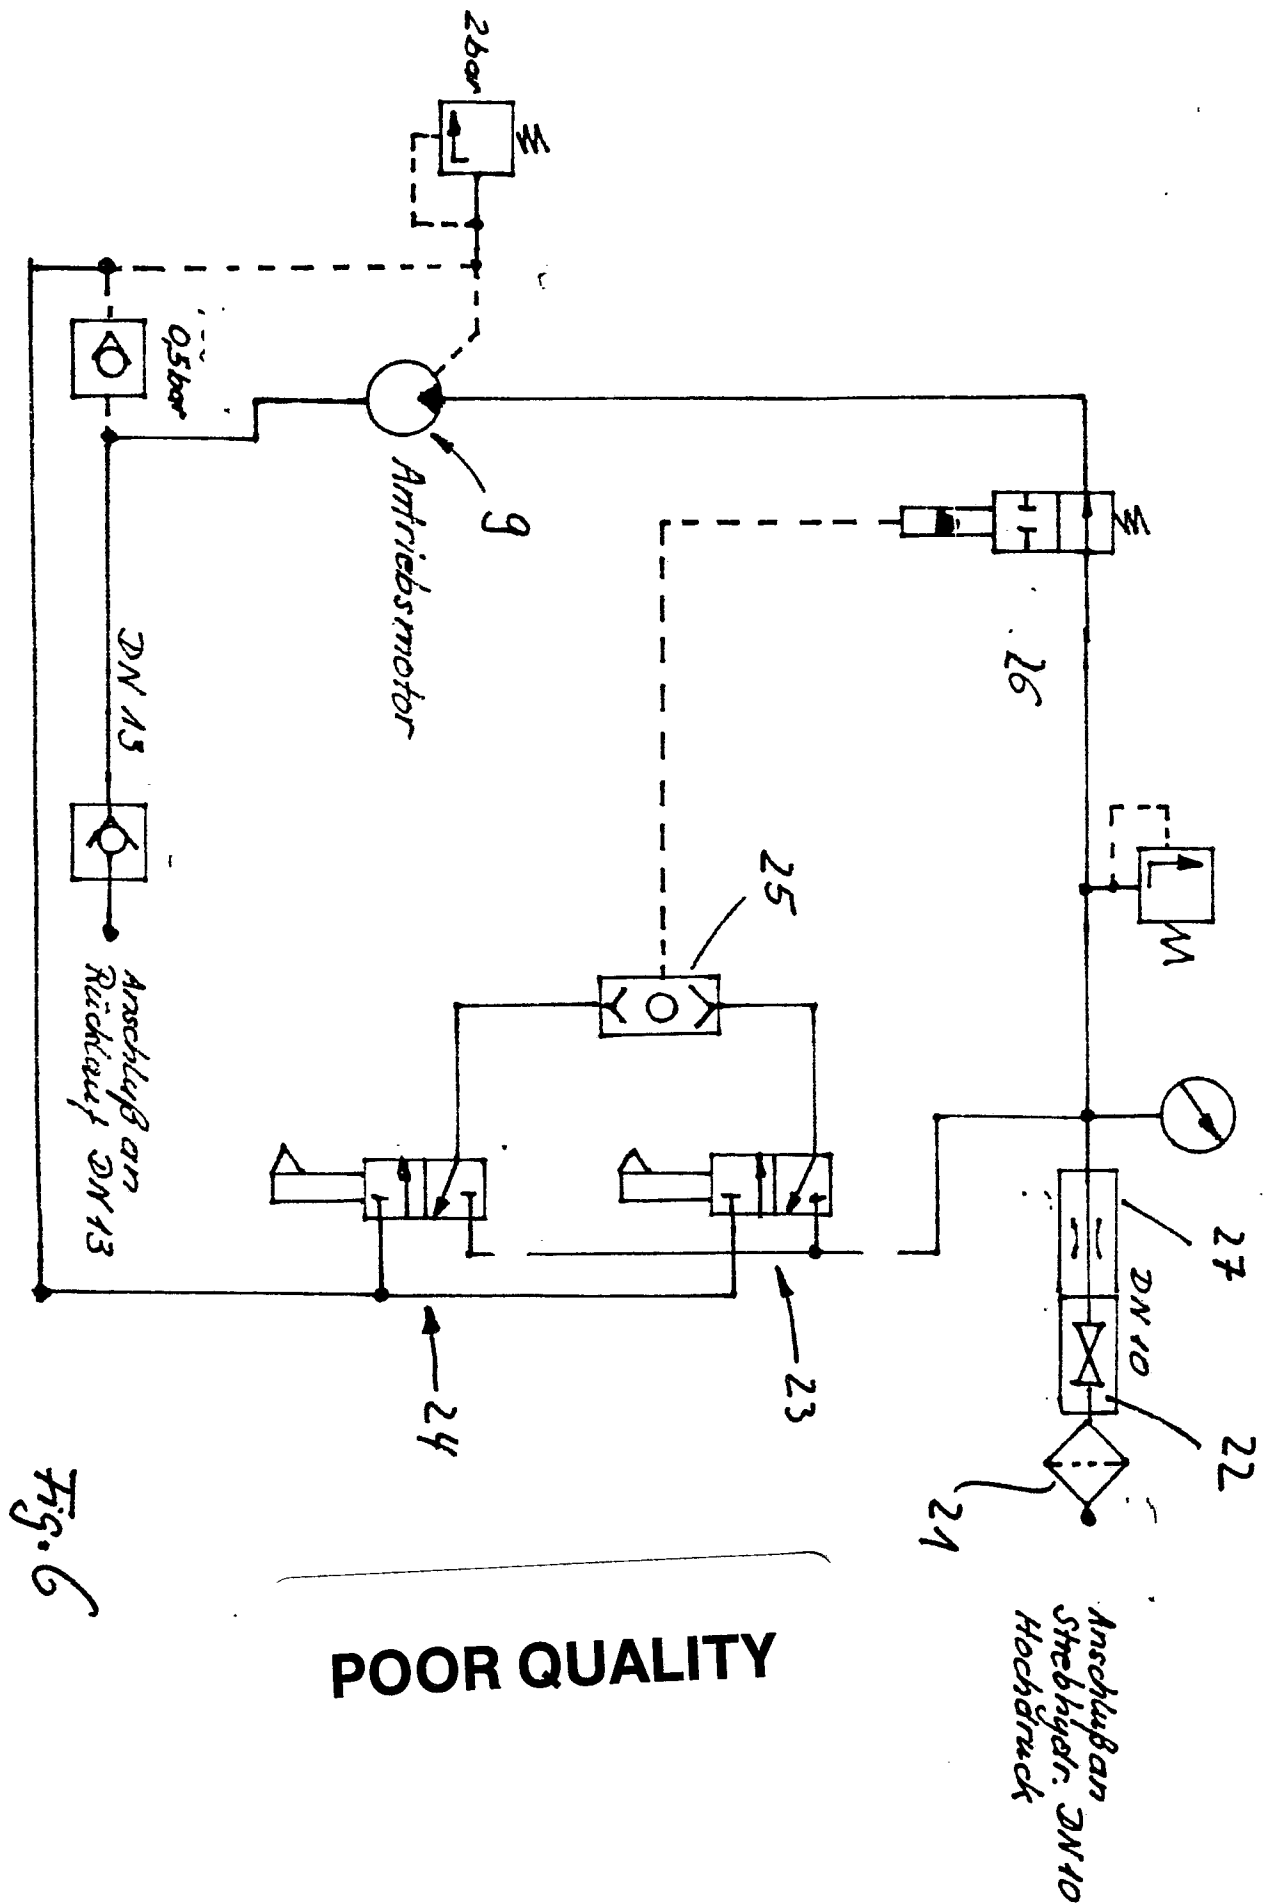 2bar
0,5bar
9
Antriebsmotor
26
DN 13
25
Anschluß an
Rücklauf DN 13
27
DN 10
23
24
22
21
Fig. 6
Anschluß an
Strebhydr. DN 10
Hochdruck
POOR QUALITY